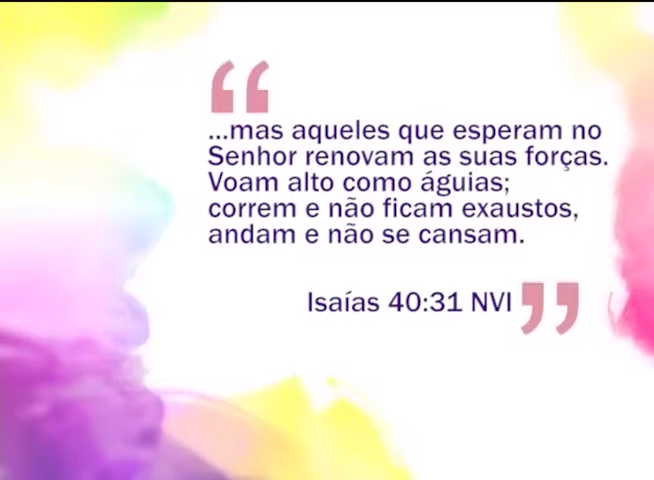 “
...mas aqueles que esperam no
Senhor renovam as suas forças.
Voam alto como águias;
correm e não ficam exaustos,
andam e não se cansam.
Isaías 40:31 NVI ”